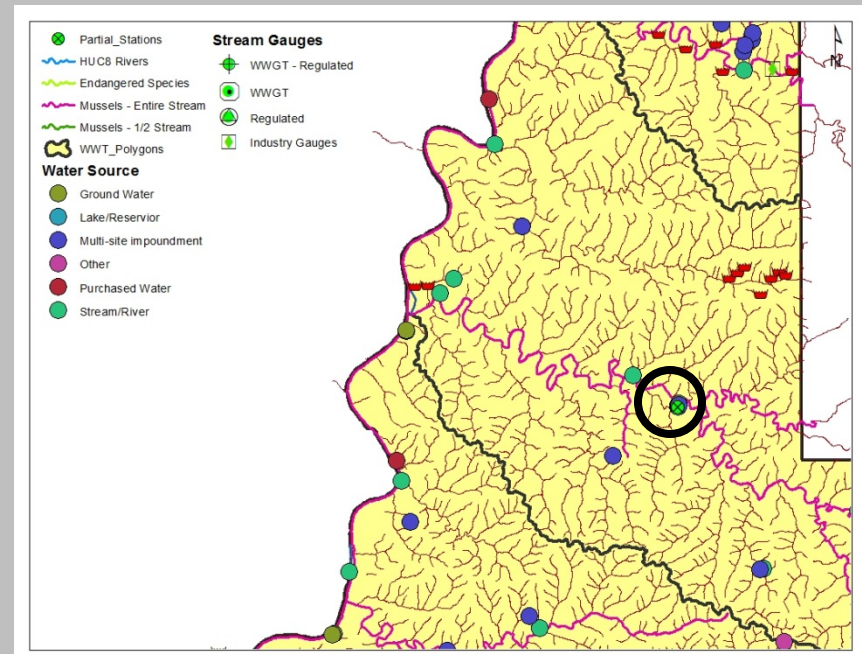 Partial_Stations
HUC8 Rivers
Endangered Species
Mussels - Entire Stream
Mussels - 1/2 Stream
WWT_Polygons
Water Source
Ground Water
Lake/Reservior
Multi-site impoundment
Other
Purchased Water
Stream/River
Stream Gauges
WWGT - Regulated
WWGT
Regulated
Industry Gauges